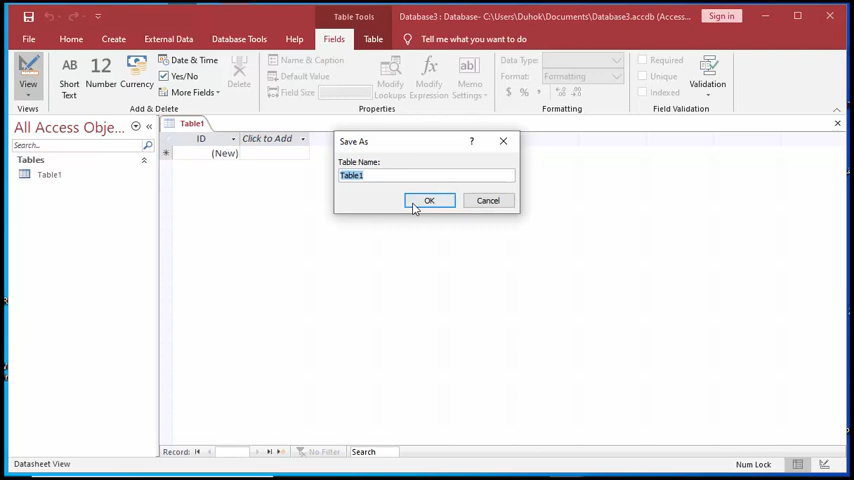 Table Tools
Database3 : Database- C:\Users\Duhok\Documents\Database3.accdb (Access...
Sign in
File Home Create External Data Database Tools Help Fields Table Tell me what you want to do
View
Views
AB
Short
Text
12
Number
Currency
Date & Time
Yes/No
More Fields
Delete
Add & Delete
Name & Caption
Default Value
Field Size
Modify
Lookups
fx
Modify
Expression
ab|
Memo
Settings
Properties
Data Type:
Format: Formatting
$ % ,
Formatting
Required
Unique
Indexed
Validation
Field Validation
All Access Obje...
Search...
Tables
Table1
Table1
ID Click to Add
(New)
Save As
?
Table Name:
Table1
OK Cancel
Record: No Filter Search
Datasheet View Num Lock